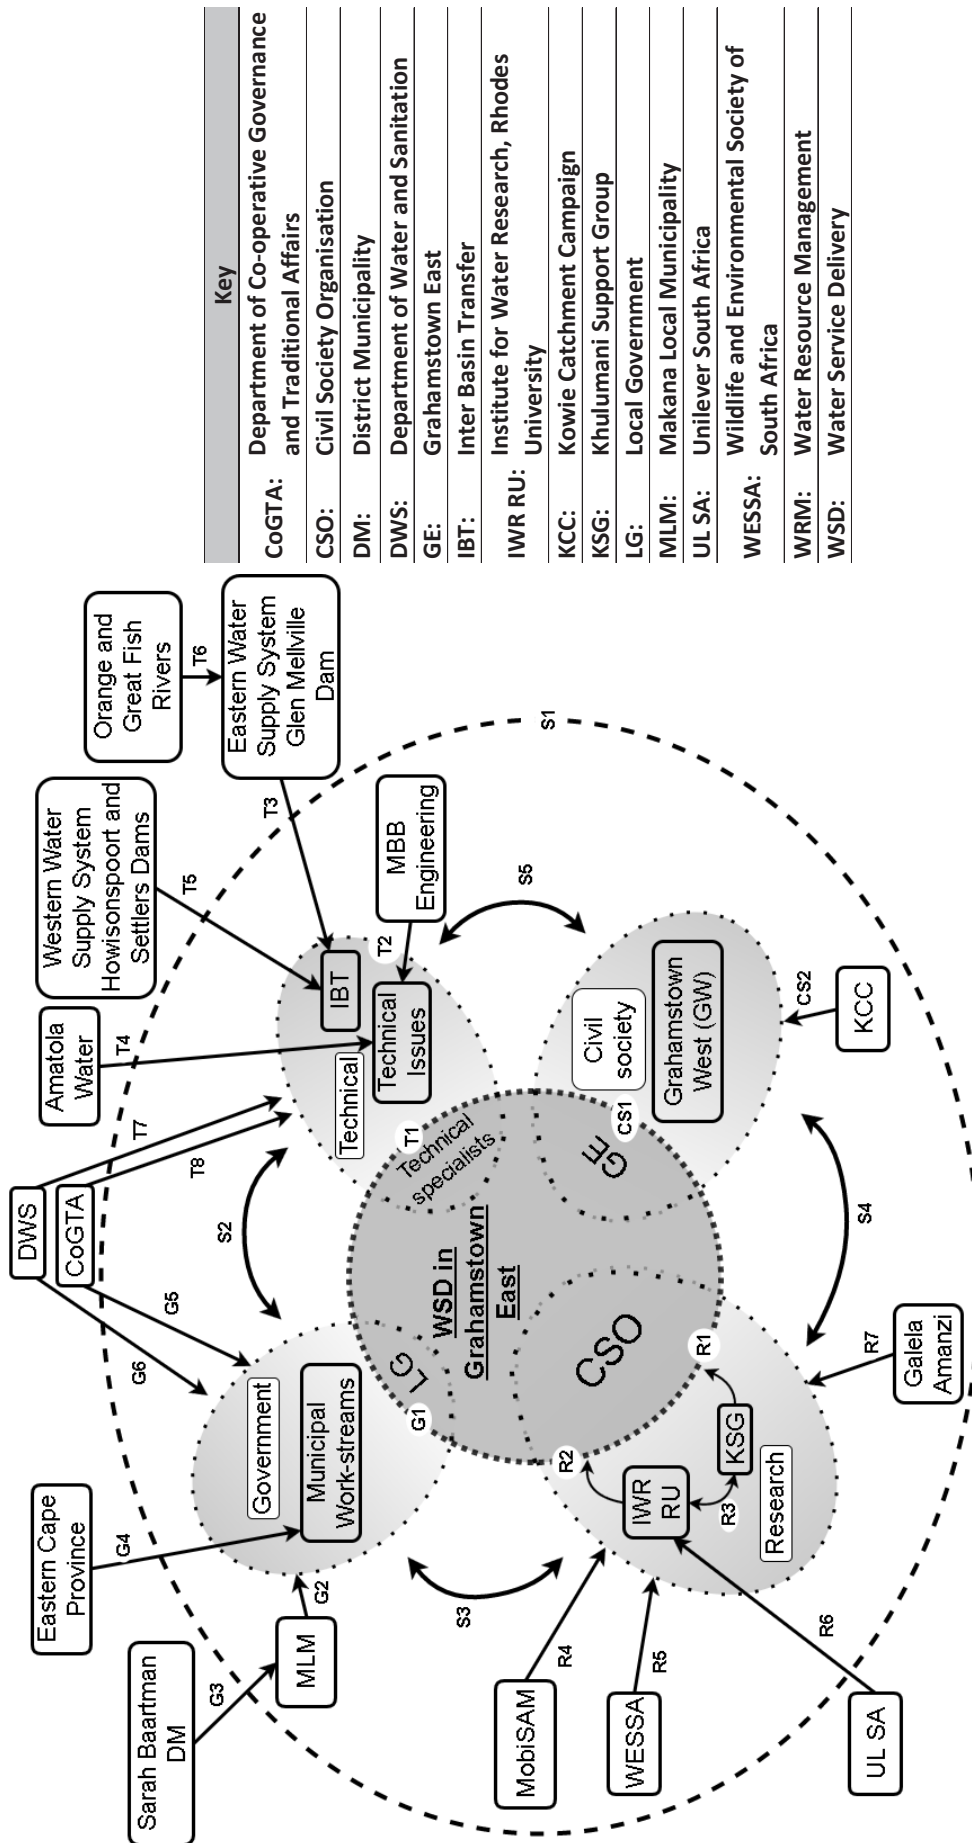 Sarah Baartman
DM
G3
MLM
G2
Eastern Cape
Province
G4
DWS
CoGTA
G6
G5
T7
T8
Amatola
Water
T4
Western Water
Supply System
Howisonspoort and
Settlers Dams
T5
Orange and
Great Fish
Rivers
T6
Eastern Water
Supply System
Glen Mellville
Dam
T3
Government
Municipal
Work-streams
LG
G1
S2
Technical
IBT
Technical
Issues
T2
MBB
Engineering
T1
Technical
specialists
WSD in
Grahamstown
East
S3
S5
S1
MobiSAM
R4
WESSA
R5
UL SA
R6
CSO
R2
R1
IWR
RU
KSG
R3
Research
R7
Galela
Amanzi
S4
GE
CS1
Civil
society
Grahamstown
West (GW)
CS2
KCC
Key
CoGTA: Department of Co-operative Governance
and Traditional Affairs
CSO: Civil Society Organisation
DM: District Municipality
DWS: Department of Water and Sanitation
GE: Grahamstown East
IBT: Inter Basin Transfer
IWR RU: Institute for Water Research, Rhodes
University
KCC: Kowie Catchment Campaign
KSG: Khulumani Support Group
LG: Local Government
MLM: Makana Local Municipality
UL SA: Unilever South Africa
WESSA: Wildlife and Environmental Society of
South Africa
WRM: Water Resource Management
WSD: Water Service Delivery